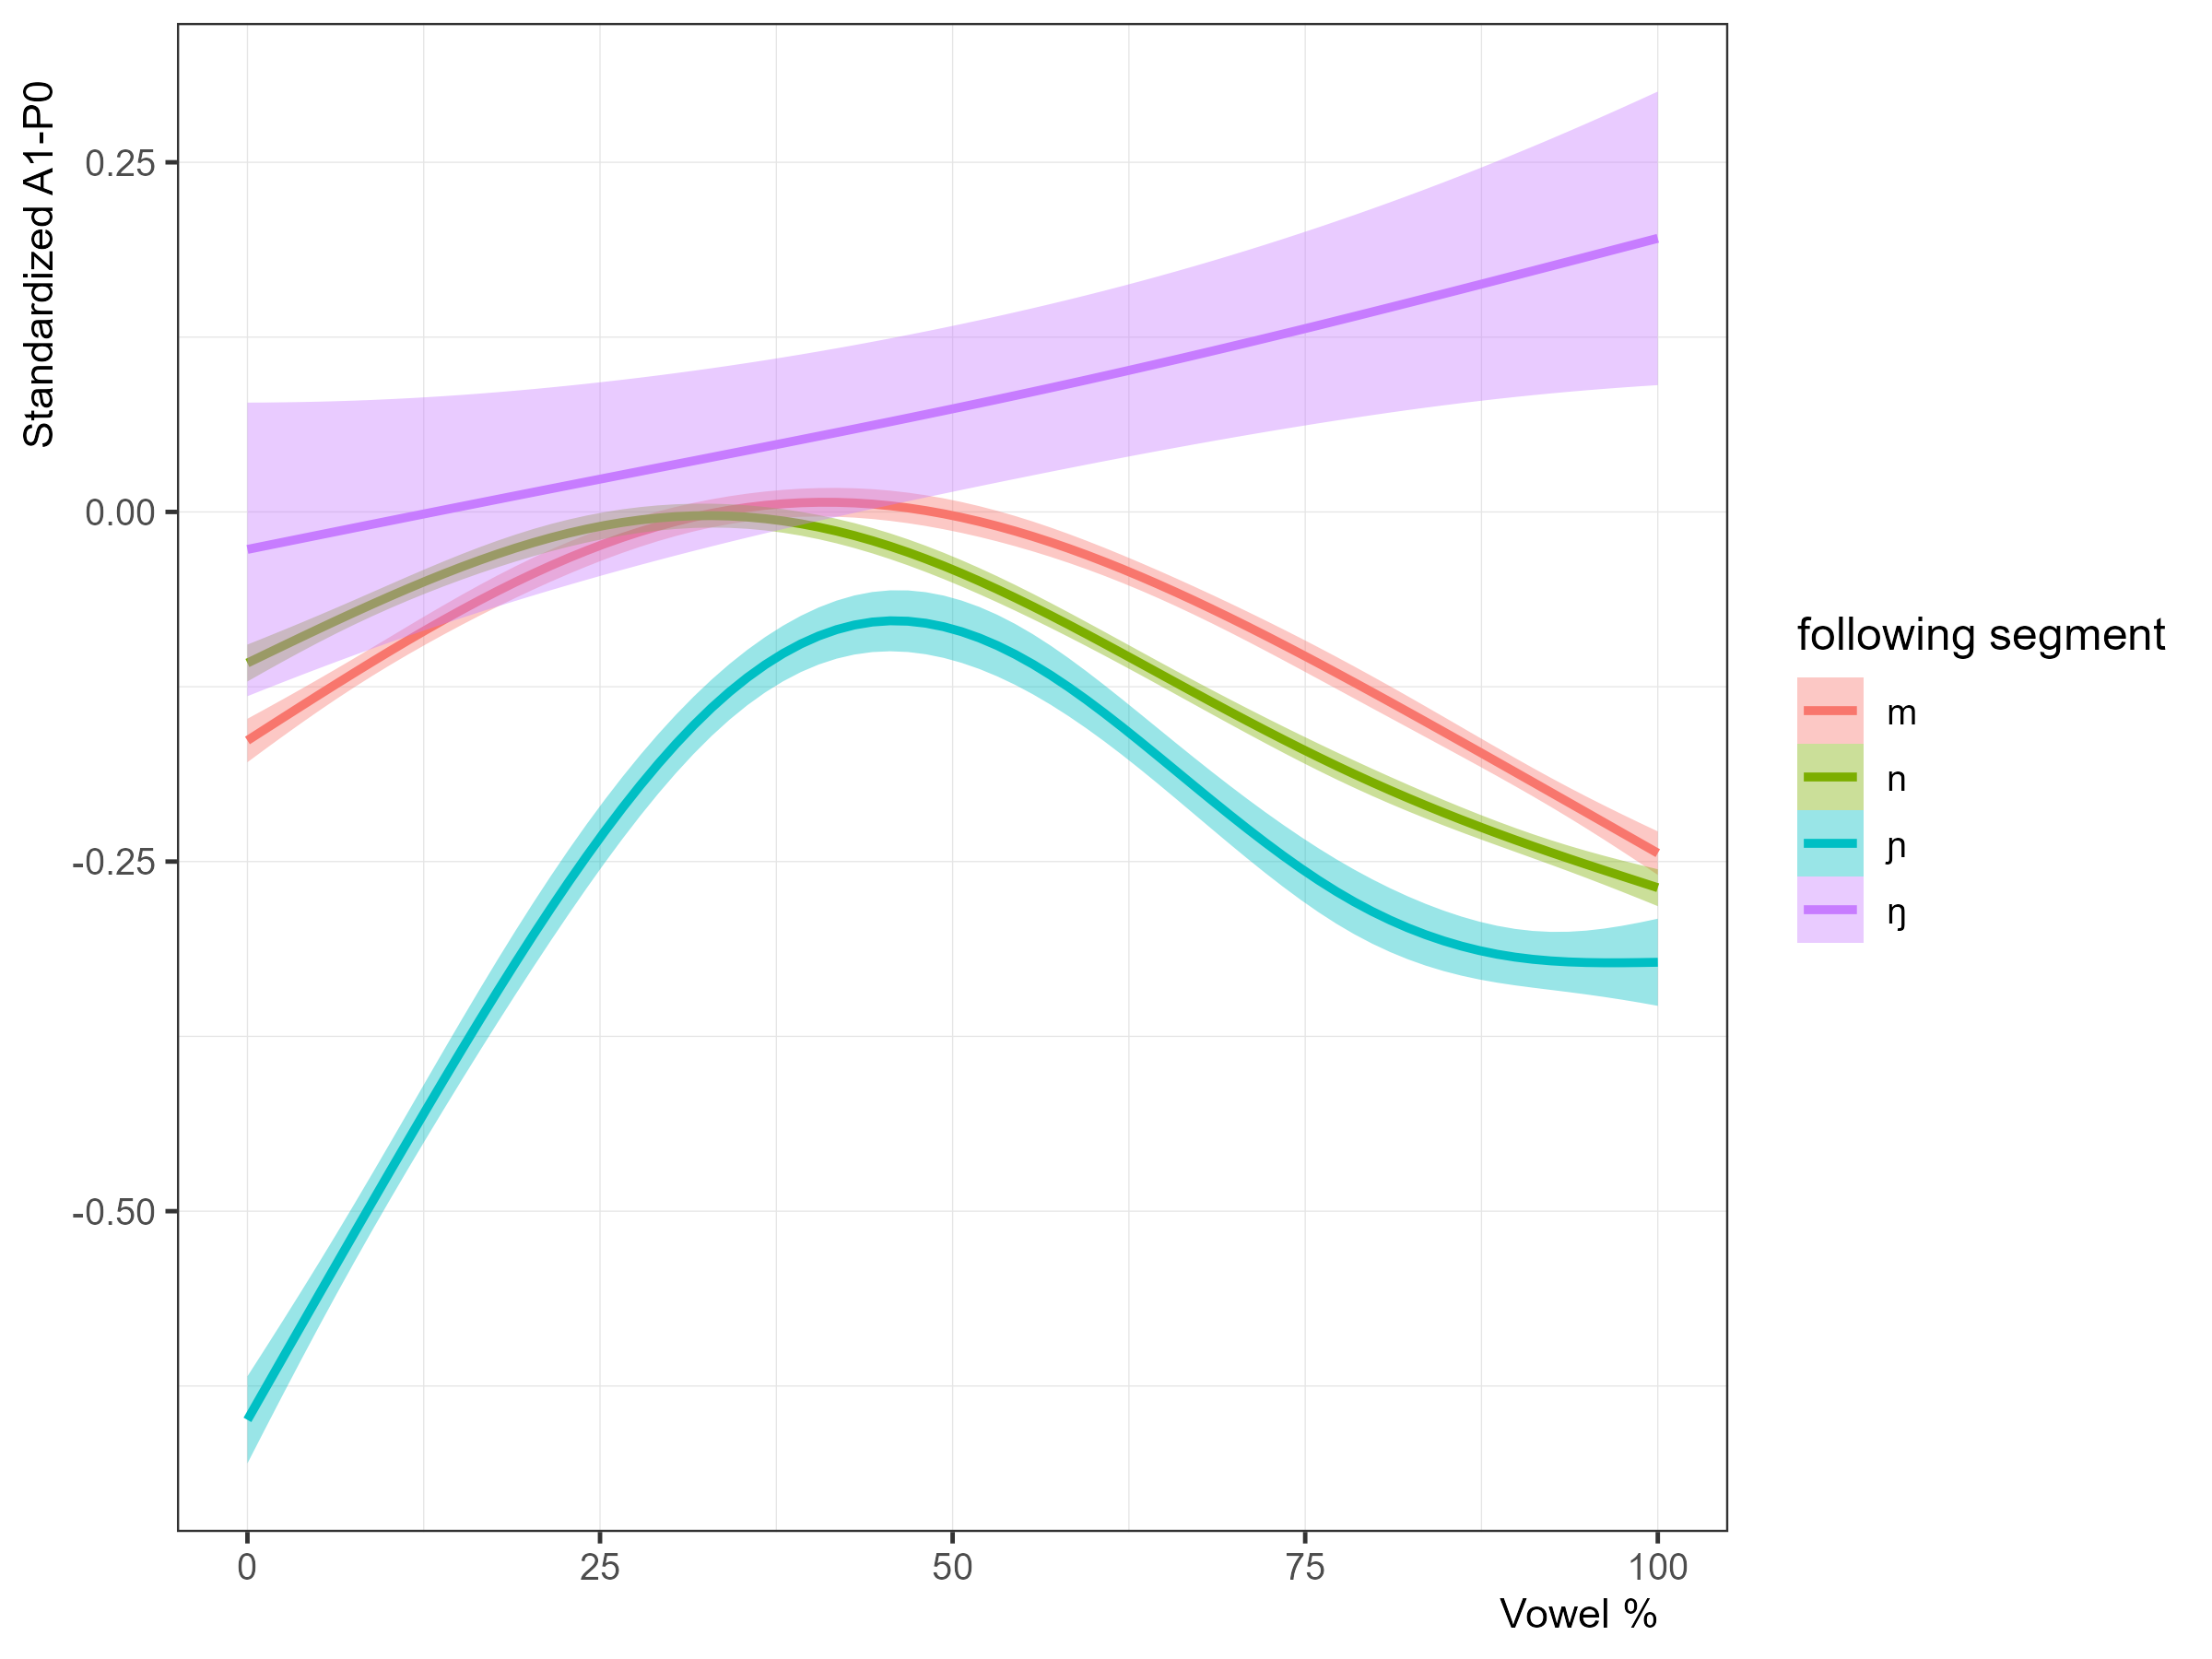 Standardized A1-P0
0.25
0.00
-0.25
-0.50
0
25
50
75
100
Vowel %
following segment
m
n
ɲ
ŋ